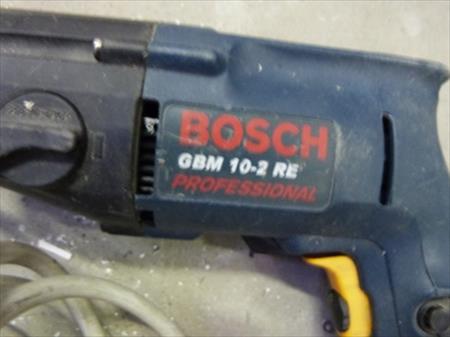 BOSCH
GBM 10-2 RE
PROFESSIONAL